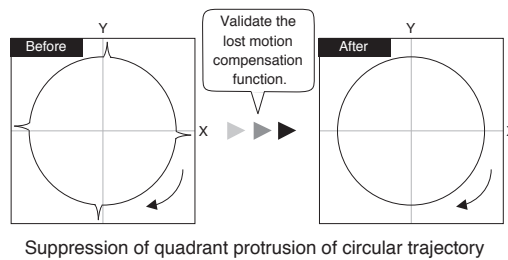 Y
Before
X
Validate the
lost motion
compensation
function.
Y
After
X
Suppression of quadrant protrusion of circular trajectory